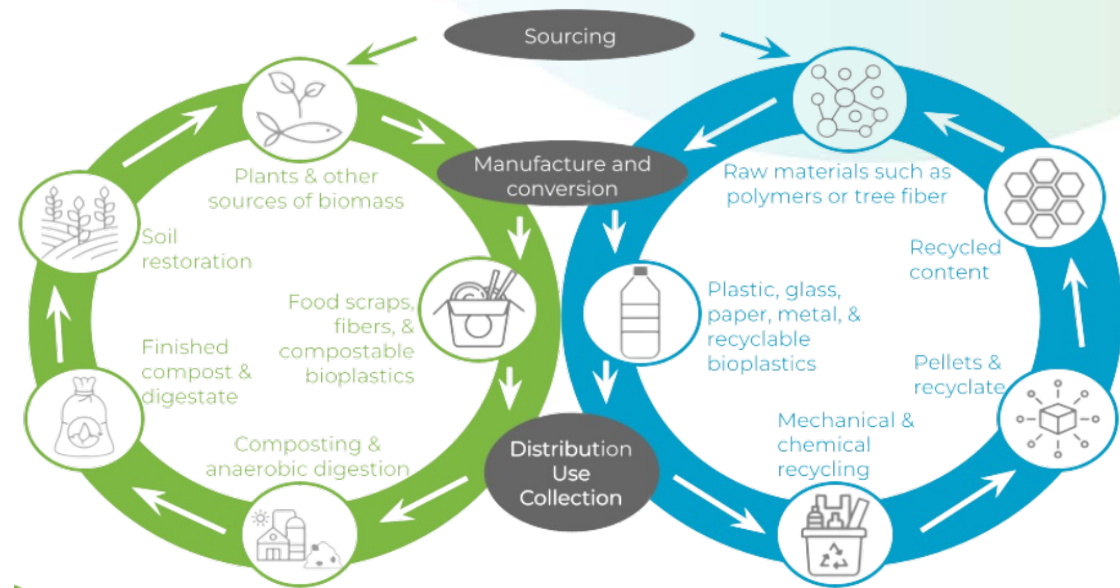 Sourcing
Manufacture and
conversion
Plants & other
sources of biomass
Soil
restoration
Food scraps,
fibers, &
compostable
bioplastics
Finished
compost &
digestate
Composting &
anaerobic digestion
Distribution
Use
Collection
Raw materials such as
polymers or tree fiber
Recycled
content
Plastic, glass,
paper, metal, &
recyclable
bioplastics
Pellets &
recyclate
Mechanical &
chemical
recycling